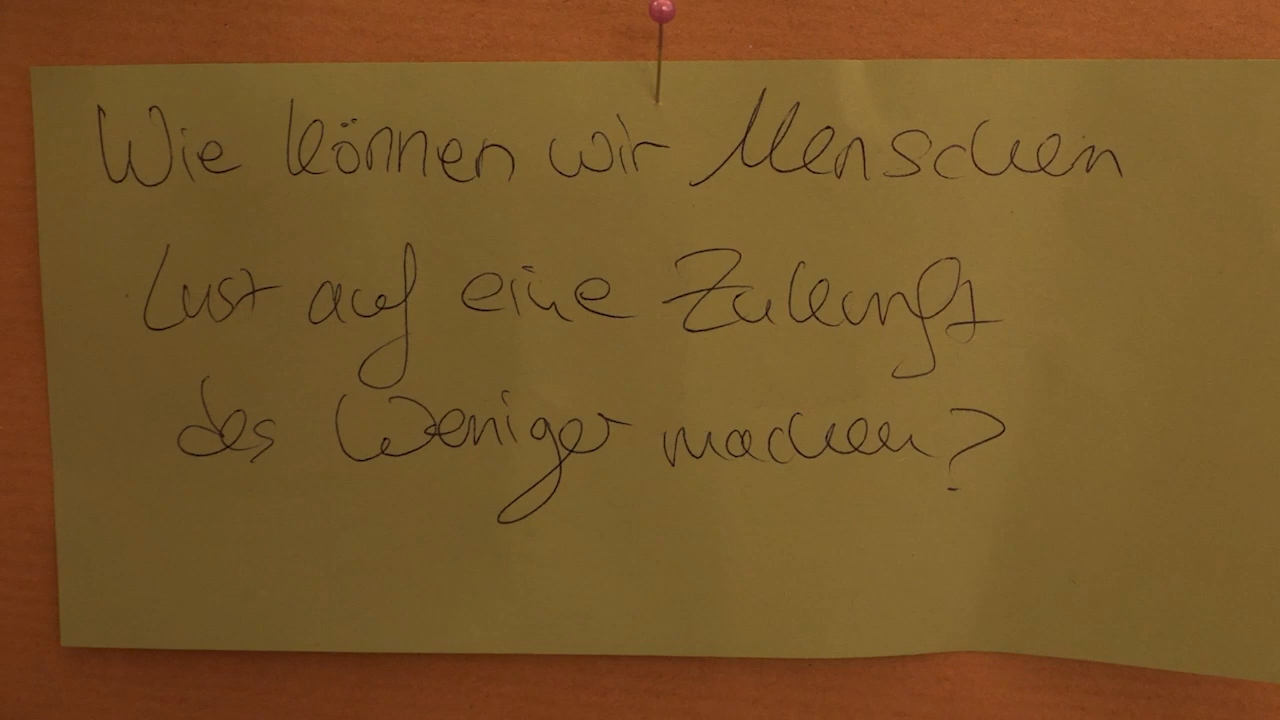 Wie können wir Menschen
Lust auf eine Zukunft
des Weniger machen?